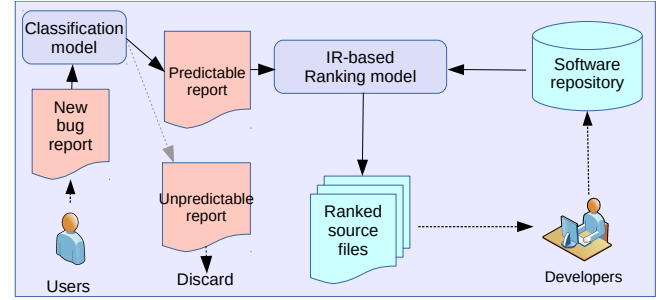 Classification
model
Predictable
report
IR-based
Ranking model
Software
repository
New
bug
report
Unpredictable
report
Ranked
source
files
Users
Discard
Developers